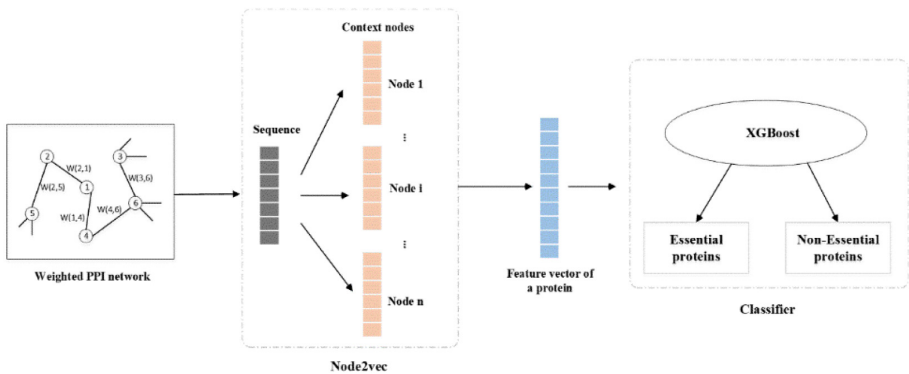 2
W(2,1)
3
W(2,5)
1
W(3,6)
5
W(1,4)
W(4,6)
6
4
Weighted PPI network
Sequence
Context nodes
Node 1
...
Node i
...
Node n
Node2vec
Feature vector of
a protein
XGBoost
Essential
proteins
Non-Essential
proteins
Classifier